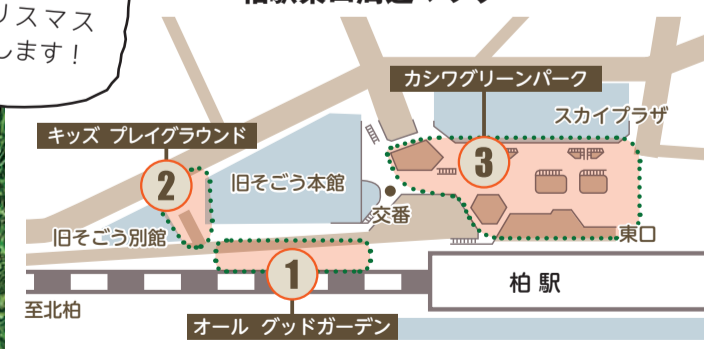 リスマス
します！
カシワグリーンパーク
スカイプラザ
キッズ プレイグラウンド
3
2
旧そごう本館
交番
旧そごう別館
東口
1
柏駅
至北柏
オール グッドガーデン